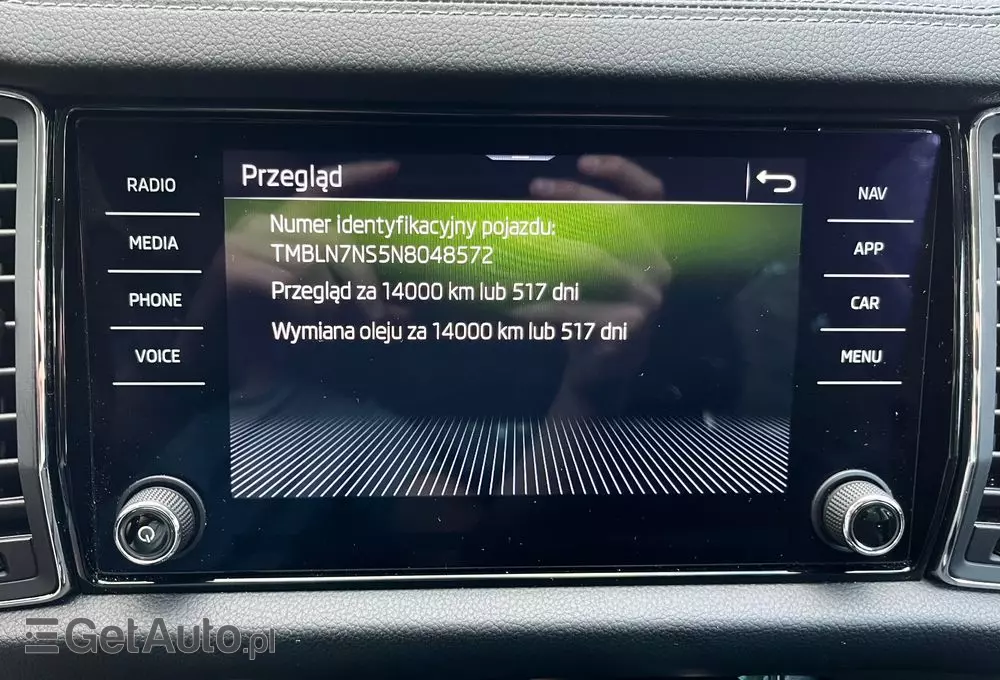 Przegląd
RADIO
MEDIA
PHONE
VOICE
Numer identyfikacyjny pojazdu:
TMBLN7NS5N8048572
Przegląd za 14000 km lub 517 dni
Wymiana oleju za 14000 km lub 517 dni
NAV
APP
CAR
MENU
GetAuto.pl